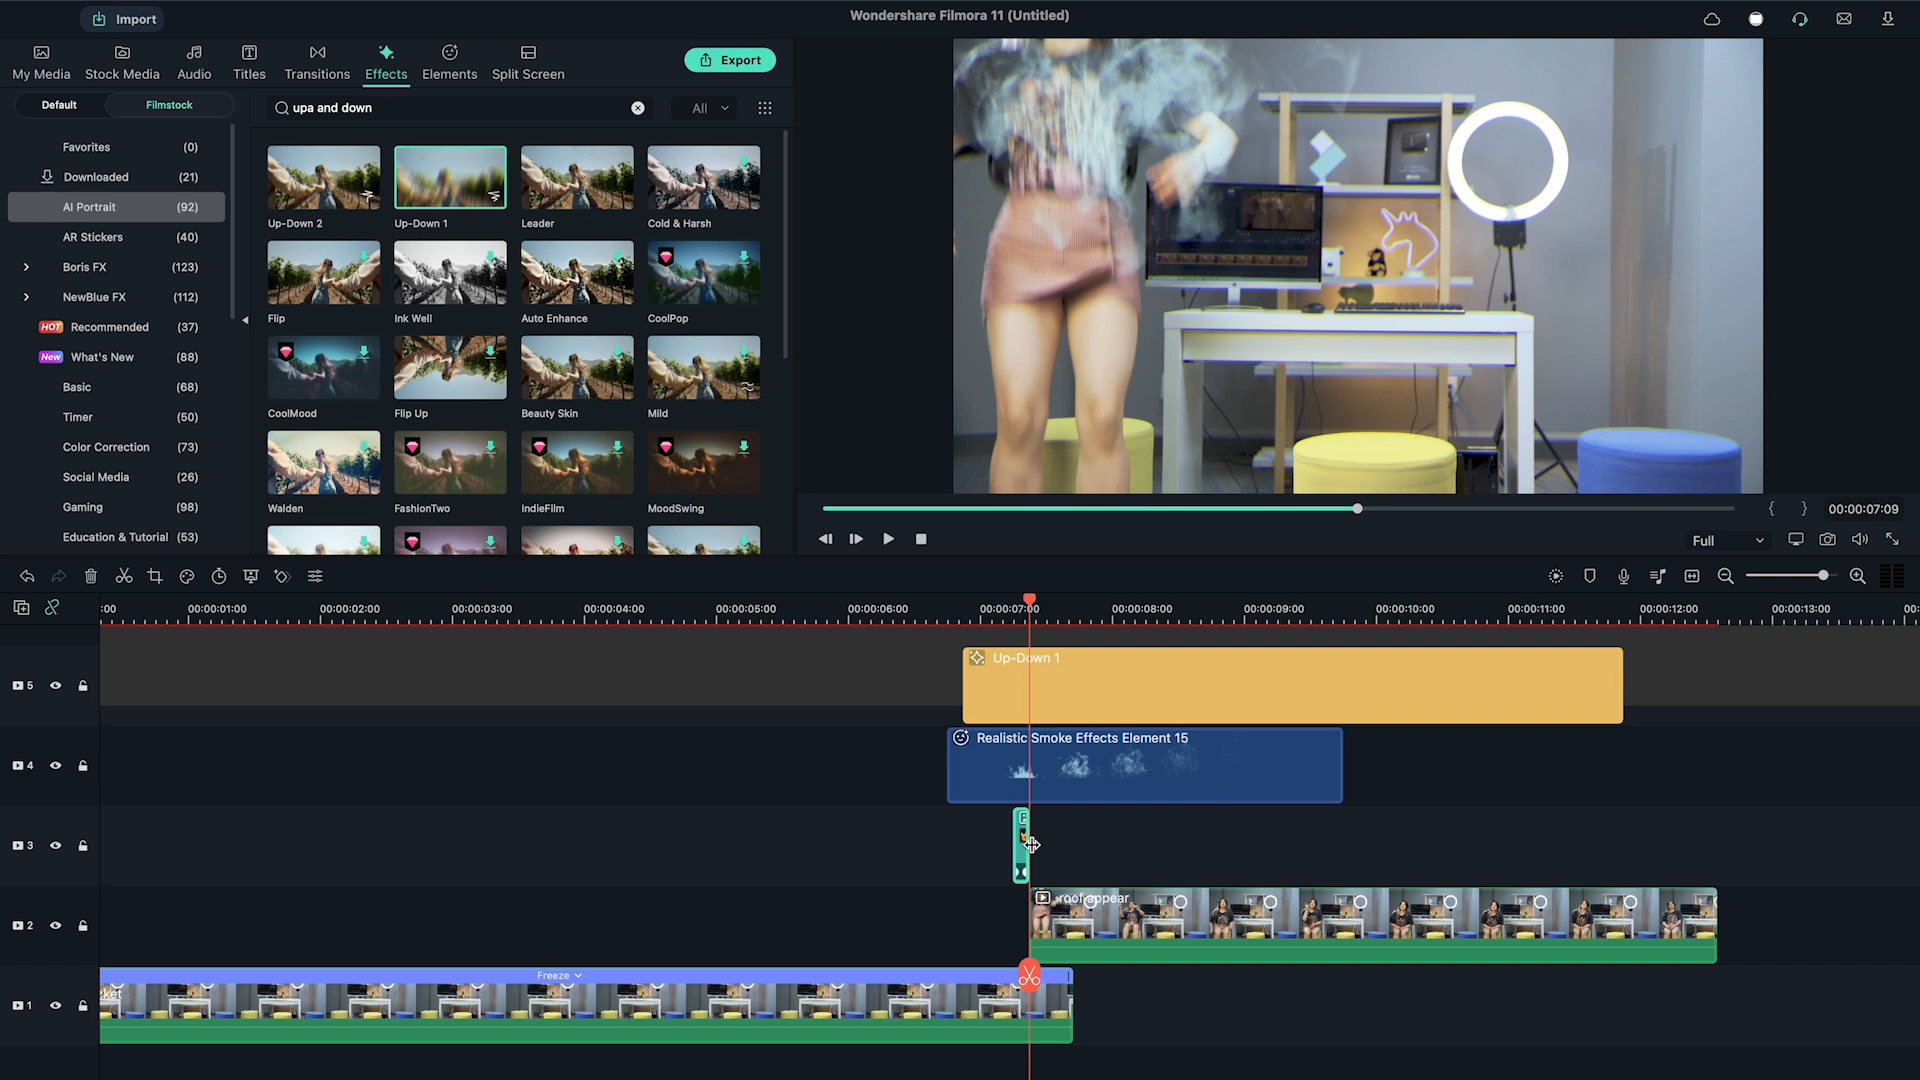 Import
Wondershare Filmora 11 (Untitled)
My Media
Stock Media
Audio
Titles
Transitions
Effects
Elements
Split Screen
Export
Default
Filmstock
upa and down
All
Favorites (0)
Downloaded (21)
AI Portrait (92)
AR Stickers (40)
Boris FX (123)
NewBlue FX (112)
HOT Recommended (37)
New What's New (88)
Basic (68)
Timer (50)
Color Correction (73)
Social Media (26)
Gaming (98)
Education & Tutorial (53)
Up-Down 2
Up-Down 1
Leader
Cold & Harsh
Flip
Ink Well
Auto Enhance
CoolPop
CoolMood
Flip Up
Beauty Skin
Mild
Walden
FashionTwo
IndieFilm
MoodSwing
00:00:07:09
Full
:00
00:00:01:00
00:00:02:00
00:00:03:00
00:00:04:00
00:00:05:00
00:00:06:00
00:00:07:00
00:00:08:00
00:00:09:00
00:00:10:00
00:00:11:00
00:00:12:00
00:00:13:00
00:
5
Up-Down 1
4
Realistic Smoke Effects Element 15
3
2
roof appear
1
Freeze
ket